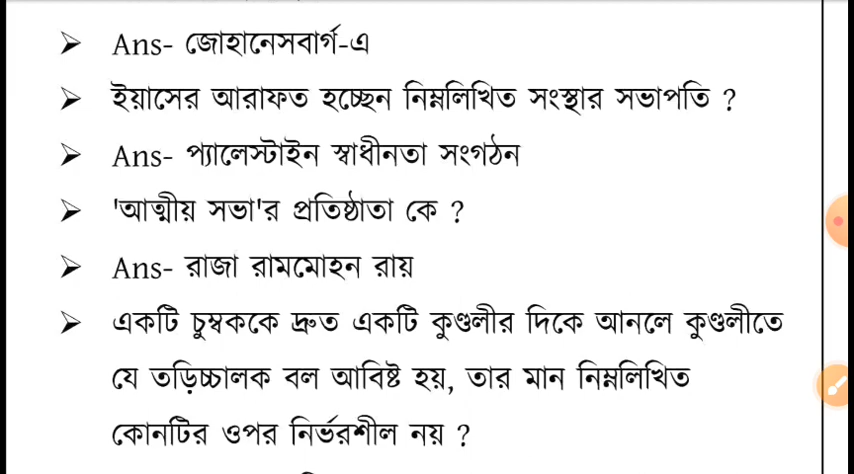 ➤ Ans- জোহানেসবার্গ-এ
➤ ইয়াসের আরাফত হচ্ছেন নিম্নলিখিত সংস্থার সভাপতি ?
➤ Ans- প্যালেস্টাইন স্বাধীনতা সংগঠন
➤ 'আত্মীয় সভা'র প্রতিষ্ঠাতা কে ?
➤ Ans- রাজা রামমোহন রায়
➤ একটি চুম্বককে দ্রুত একটি কুণ্ডলীর দিকে আনলে কুণ্ডলীতে
যে তড়িচ্চালক বল আবিষ্ট হয়, তার মান নিম্নলিখিত
কোনটির ওপর নির্ভরশীল নয় ?